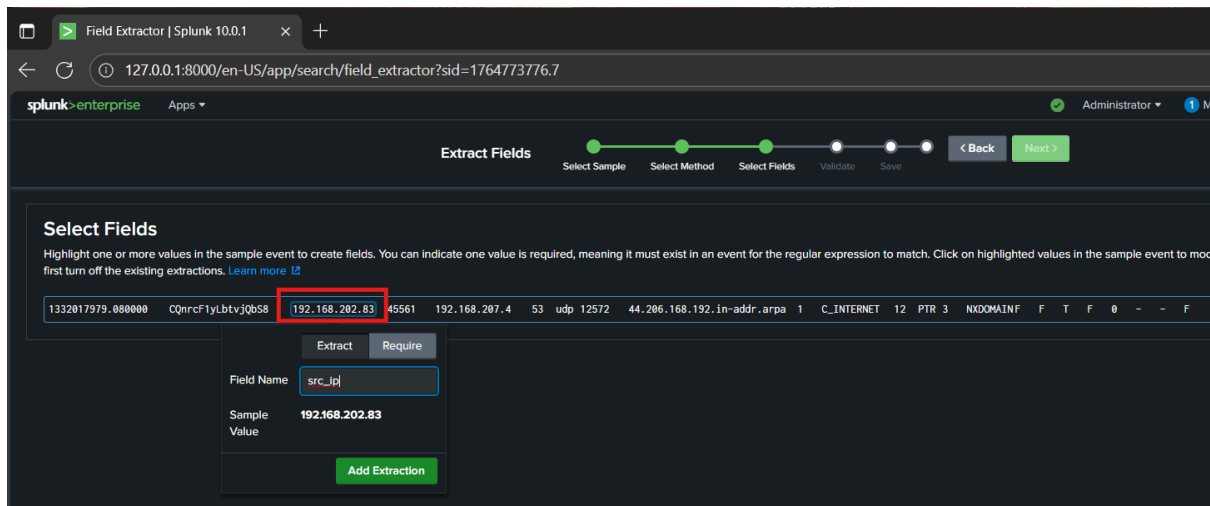 Field Extractor | Splunk 10.0.1
127.0.0.1:8000/en-US/app/search/field_extractor?sid=1764773776.7
splunk>enterprise Apps Administrator 1 M
Extract Fields Select Sample Select Method Select Fields Validate Save < Back Next >
Select Fields
Highlight one or more values in the sample event to create fields. You can indicate one value is required, meaning it must exist in an event for the regular expression to match. Click on highlighted values in the sample event to mod
first turn off the existing extractions. Learn more
1332017979.080000 CQnrcF1yLbtvjQbS8 192.168.202.83 45561 192.168.207.4 53 udp 12572 44.206.168.192.in-addr.arpa 1 C_INTERNET 12 PTR 3 NXDOMAIN F F T F 0 - - F
Extract Require
Field Name src_ip
Sample Value 192.168.202.83
Add Extraction